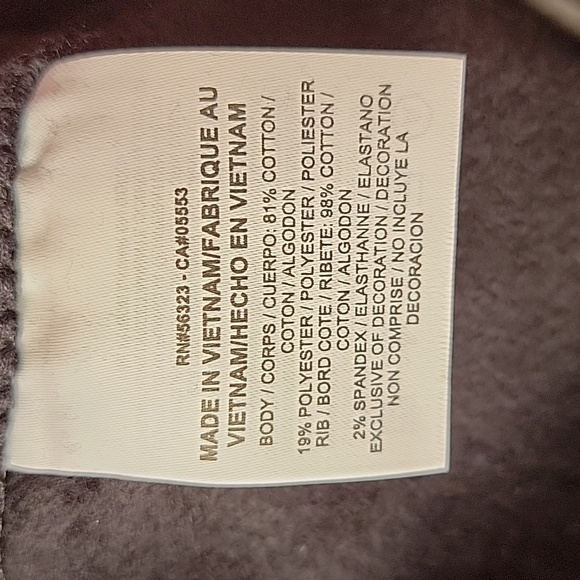 RN#56323 - CA#05553
MADE IN VIETNAM/FABRIQUE AU
VIETNAM/HECHO EN VIETNAM
BODY / CORPS / CUERPO: 81% COTTON /
COTON / ALGODON
19% POLYESTER / POLYESTER / POLIESTER
RIB / BORD COTE / RIBETE: 98% COTTON /
COTON / ALGODON
2% SPANDEX / ELASTHANNE / ELASTANO
EXCLUSIVE OF DECORATION / DECORATION
NON COMPRISE / NO INCLUYE LA
DECORACION